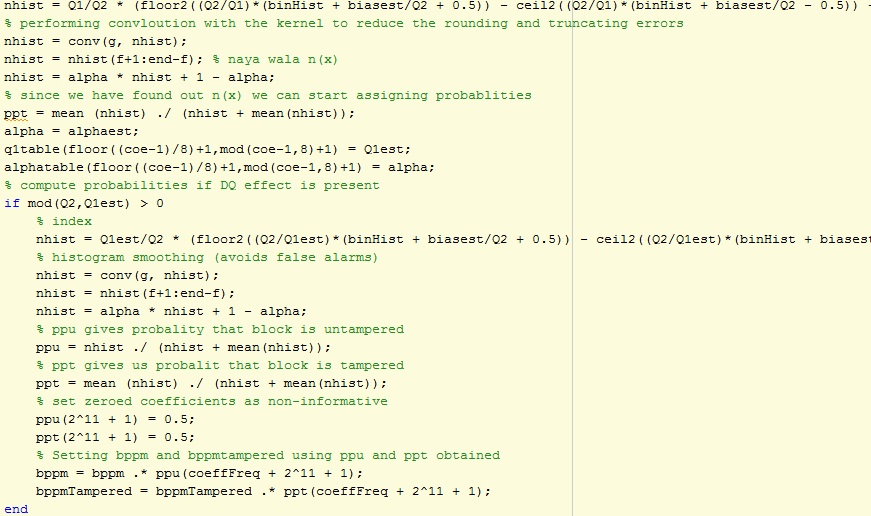 nhist = Q1/Q2 * (floor2((Q2/Q1)*(binHist + biasest/Q2 + 0.5)) - ceil2((Q2/Q1)*(binHist + biasest/Q2 - 0.5)) -
% performing convloution with the kernel to reduce the rounding and truncating errors
nhist = conv(g, nhist);
nhist = nhist(f+1:end-f); % naya wala n(x)
nhist = alpha * nhist + 1 - alpha;
% since we have found out n(x) we can start assigning probablities
ppt = mean (nhist) ./ (nhist + mean(nhist));
alpha = alphaest;
q1table(floor((coe-1)/8)+1,mod(coe-1,8)+1) = Q1est;
alphatable(floor((coe-1)/8)+1,mod(coe-1,8)+1) = alpha;
% compute probabilities if DQ effect is present
if mod(Q2,Q1est) > 0
% index
nhist = Q1est/Q2 * (floor2((Q2/Q1est)*(binHist + biasest/Q2 + 0.5)) - ceil2((Q2/Q1est)*(binHist + biasest
% histogram smoothing (avoids false alarms)
nhist = conv(g, nhist);
nhist = nhist(f+1:end-f);
nhist = alpha * nhist + 1 - alpha;
% ppu gives probality that block is untampered
ppu = nhist ./ (nhist + mean(nhist));
% ppt gives us probalit that block is tampered
ppt = mean (nhist) ./ (nhist + mean(nhist));
% set zeroed coefficients as non-informative
ppu(2^11 + 1) = 0.5;
ppt(2^11 + 1) = 0.5;
% Setting bppm and bppmtampered using ppu and ppt obtained
bppm = bppm .* ppu(coeffFreq + 2^11 + 1);
bppmTampered = bppmTampered .* ppt(coeffFreq + 2^11 + 1);
end